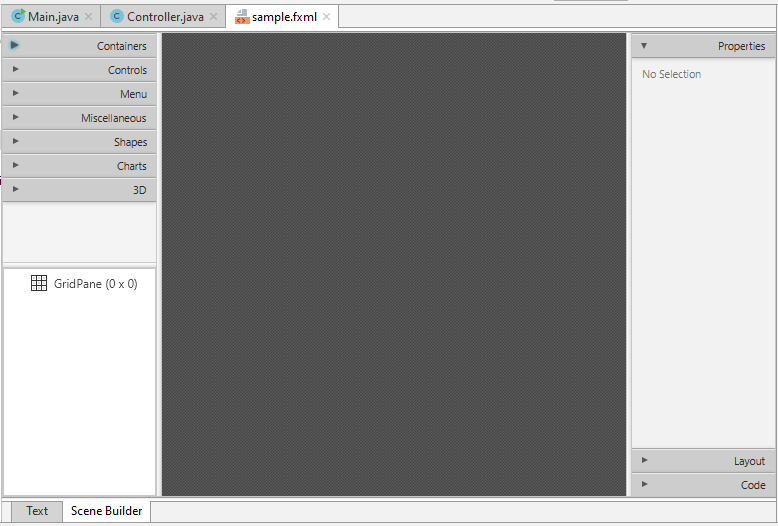 Main.java
Controller.java
sample.fxml
Containers
Controls
Menu
Miscellaneous
Shapes
Charts
3D
GridPane (0 x 0)
Properties
No Selection
Layout
Code
Text
Scene Builder